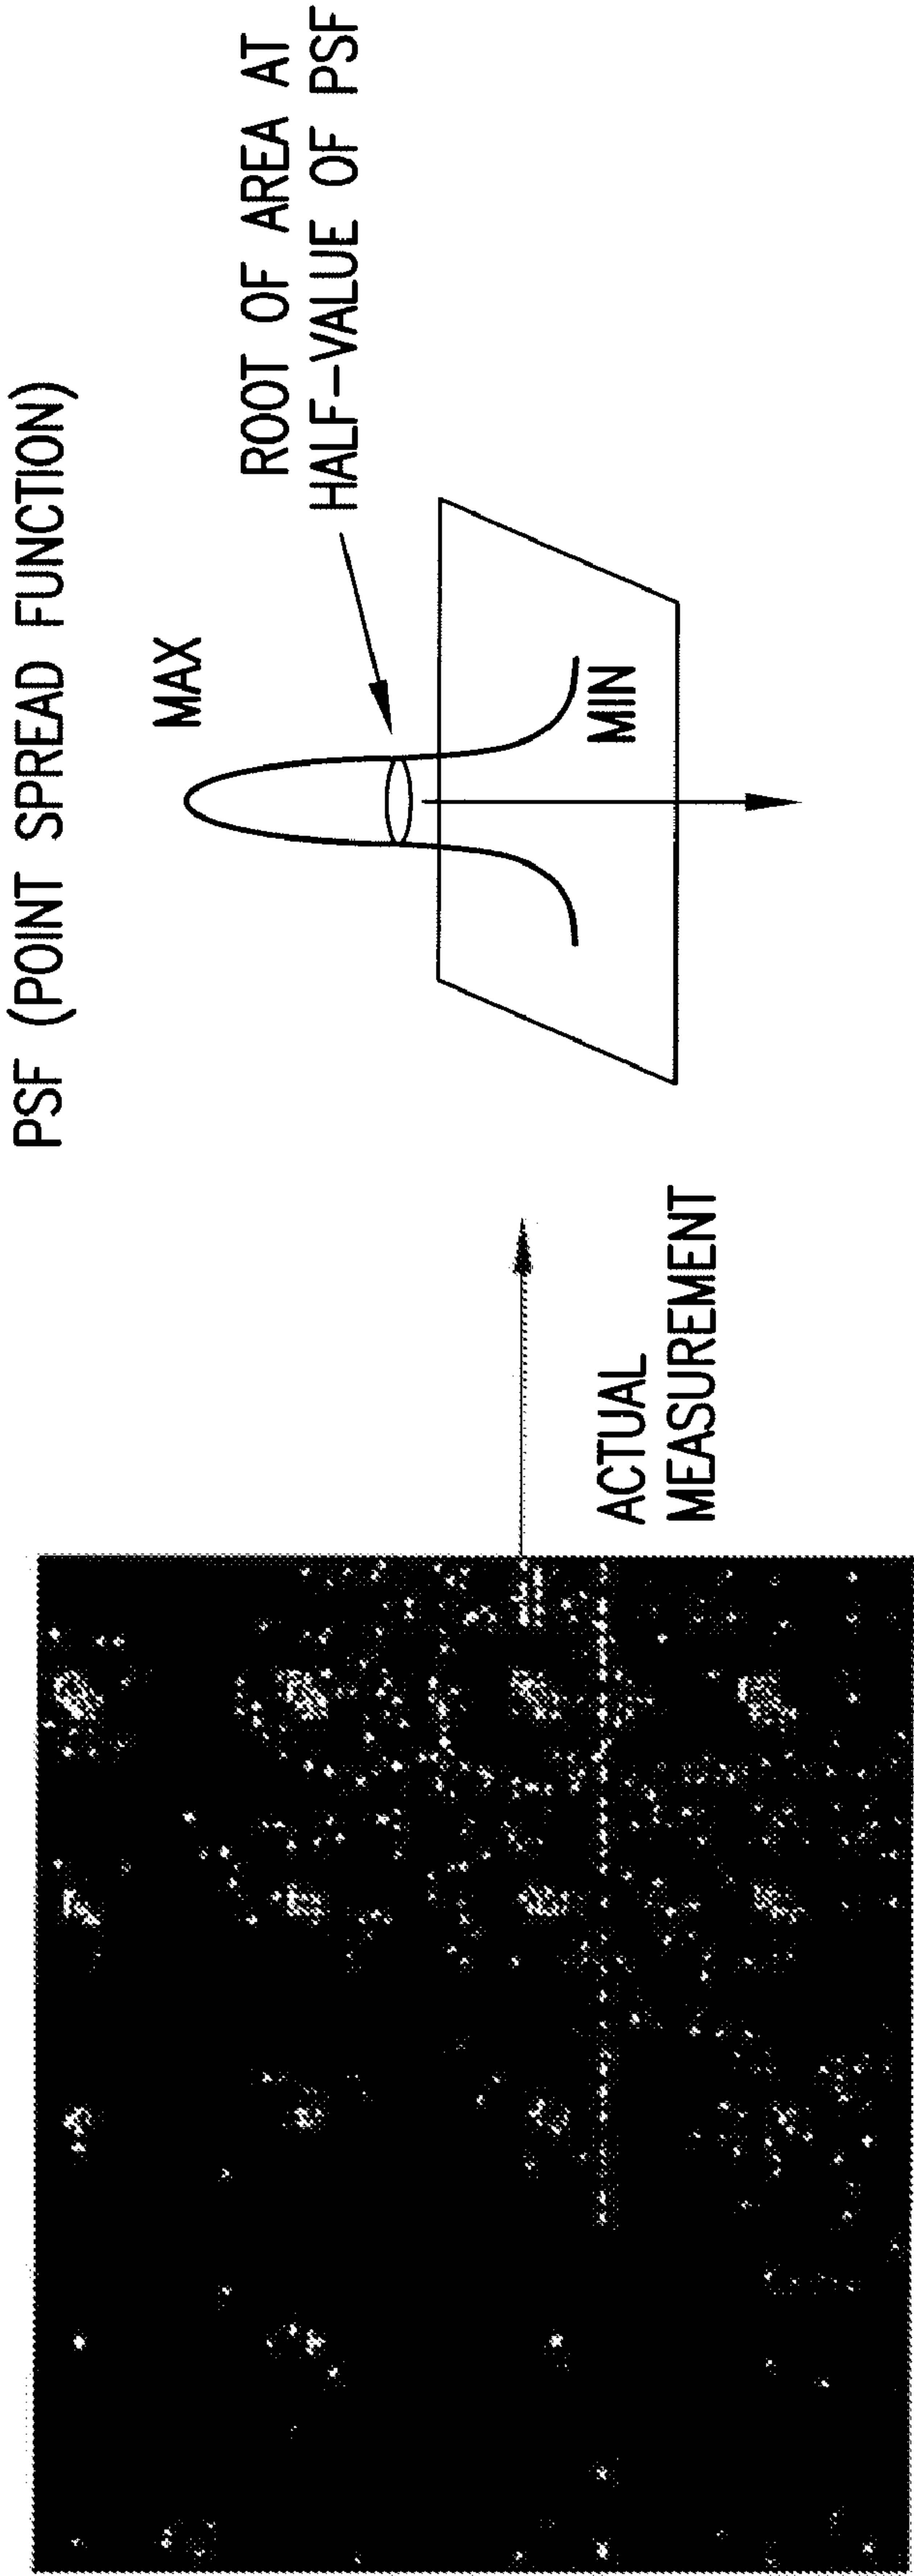 PSF (POINT SPREAD FUNCTION)
MAX
ROOT OF AREA AT
HALF-VALUE OF PSF
MIN
ACTUAL
MEASUREMENT